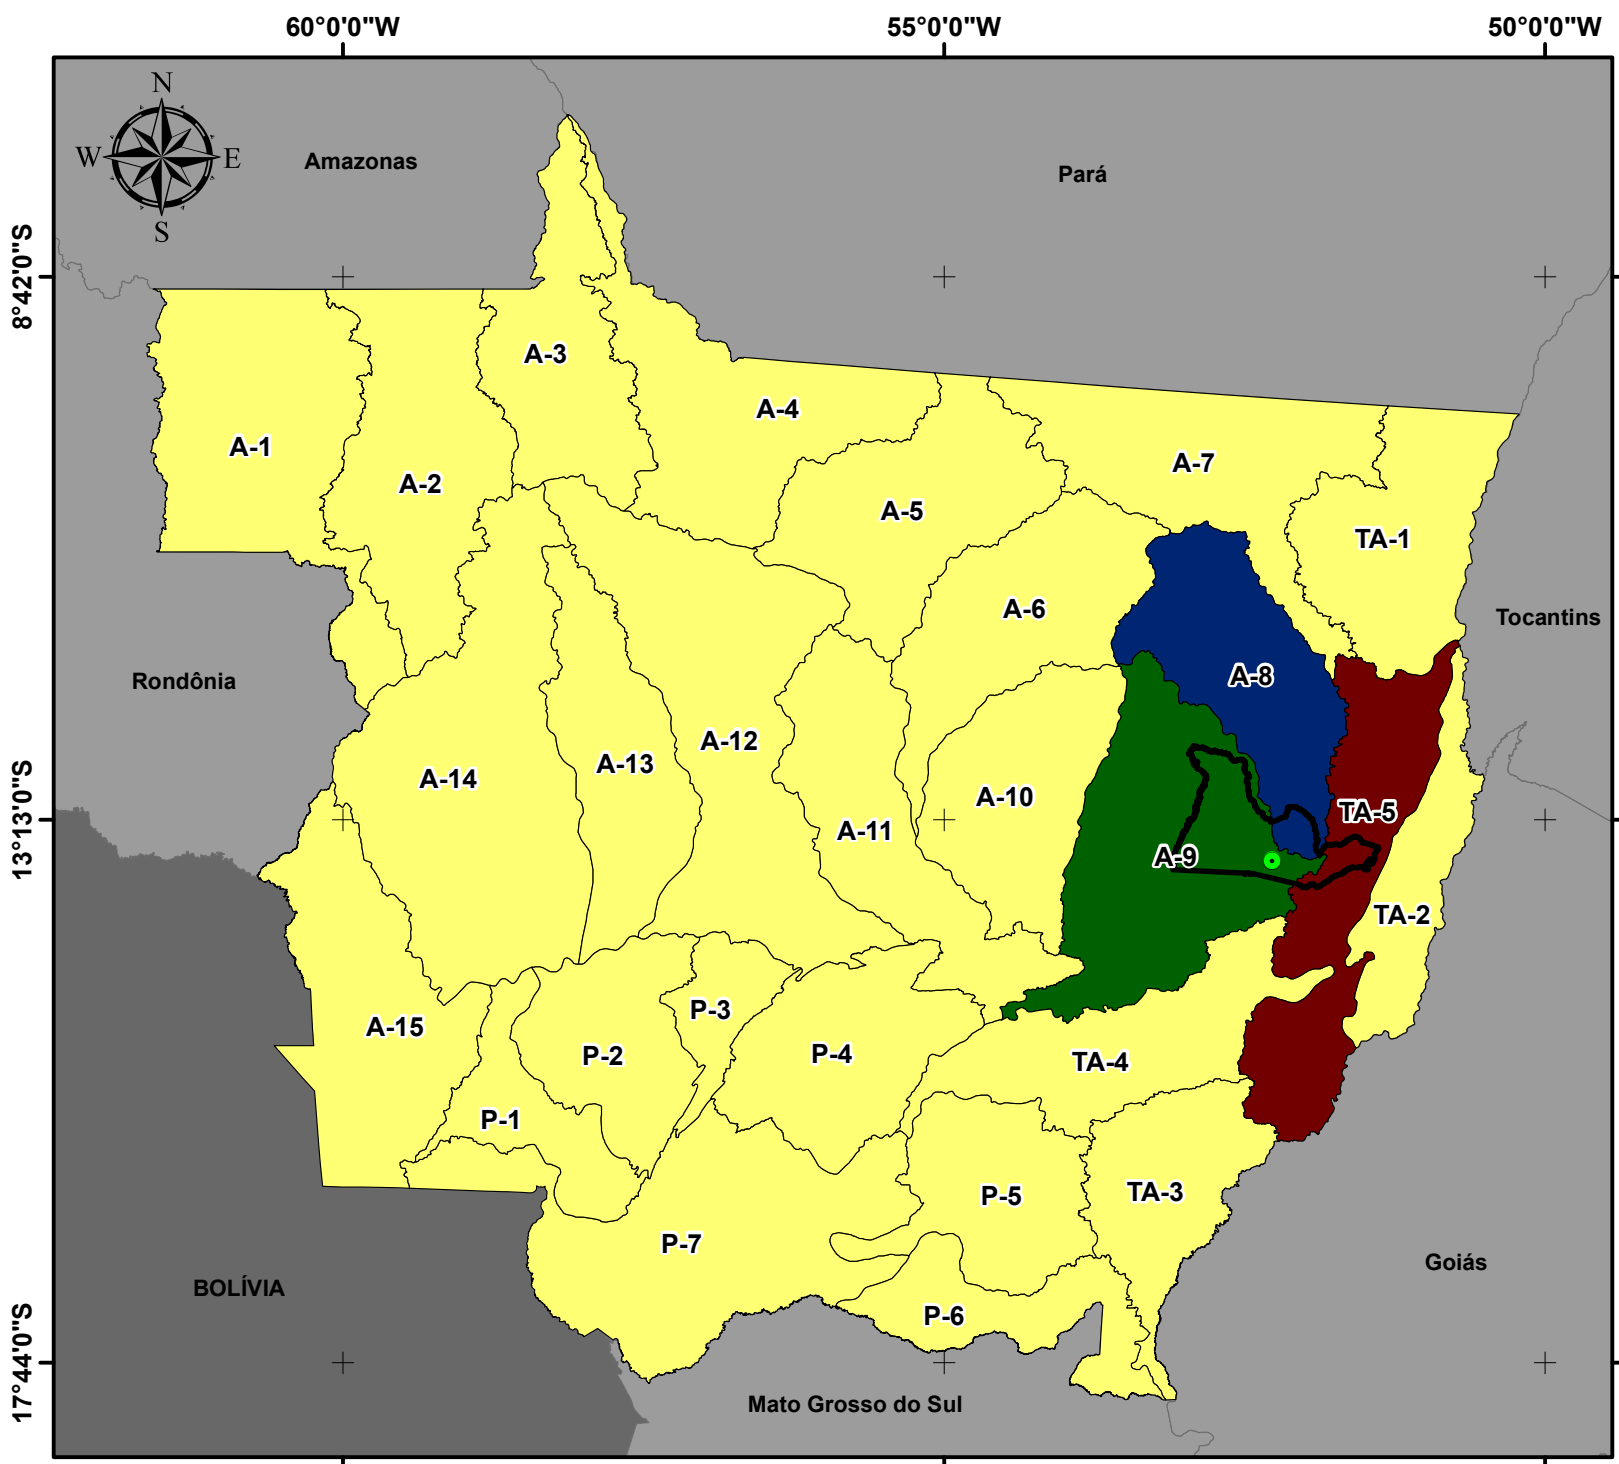 60°0'0"W
55°0'0"W
50°0'0"W
N
W
E
S
Amazonas
Pará
8°42'0"S
A-3
A-4
A-1
A-7
A-2
A-5
TA-1
A-6
Tocantins
Rondônia
A-8
A-12
A-13
A-14
A-10
TA-5
13°13'0"S
A-11
A-9
TA-2
P-3
A-15
P-2
P-4
TA-4
P-1
P-5
TA-3
P-7
Goiás
BOLÍVIA
P-6
17°44'0"S
Mato Grosso do Sul